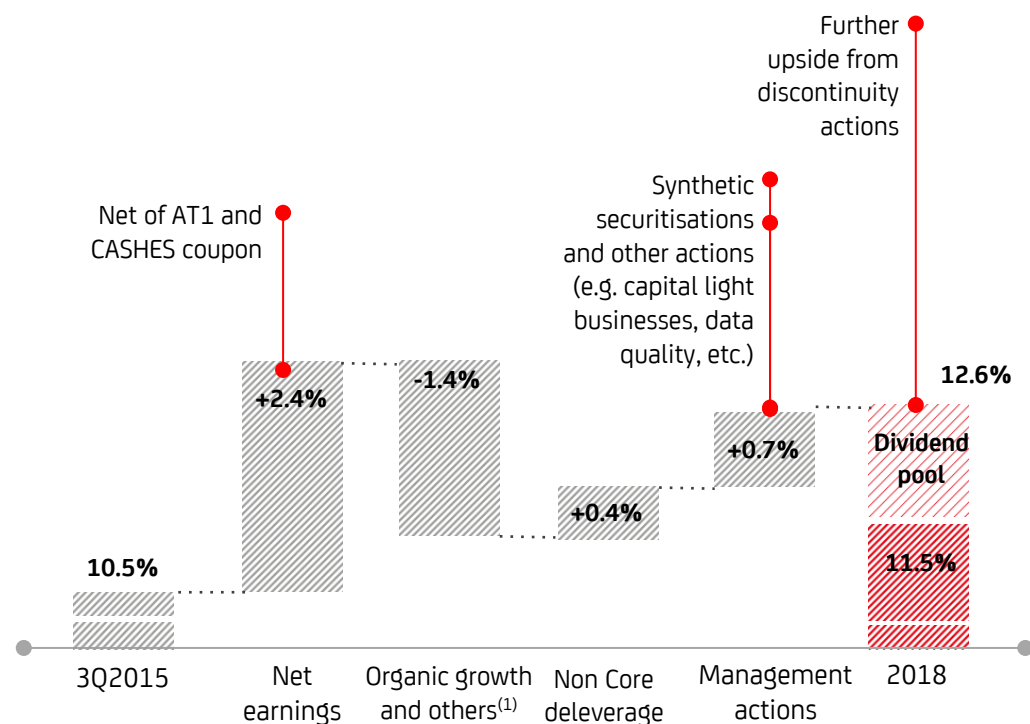 Further
upside from
discontinuity
actions
Synthetic
securitisations
and other actions
(e.g. capital light
businesses, data
quality, etc.)
Net of AT1 and
CASHES coupon
12.6%
+2.4%
-1.4%
Dividend
pool
+0.7%
+0.4%
11.5%
10.5%
3Q2015
Net
earnings
Organic growth
and others(1)
Non Core
deleverage
Management
actions
2018